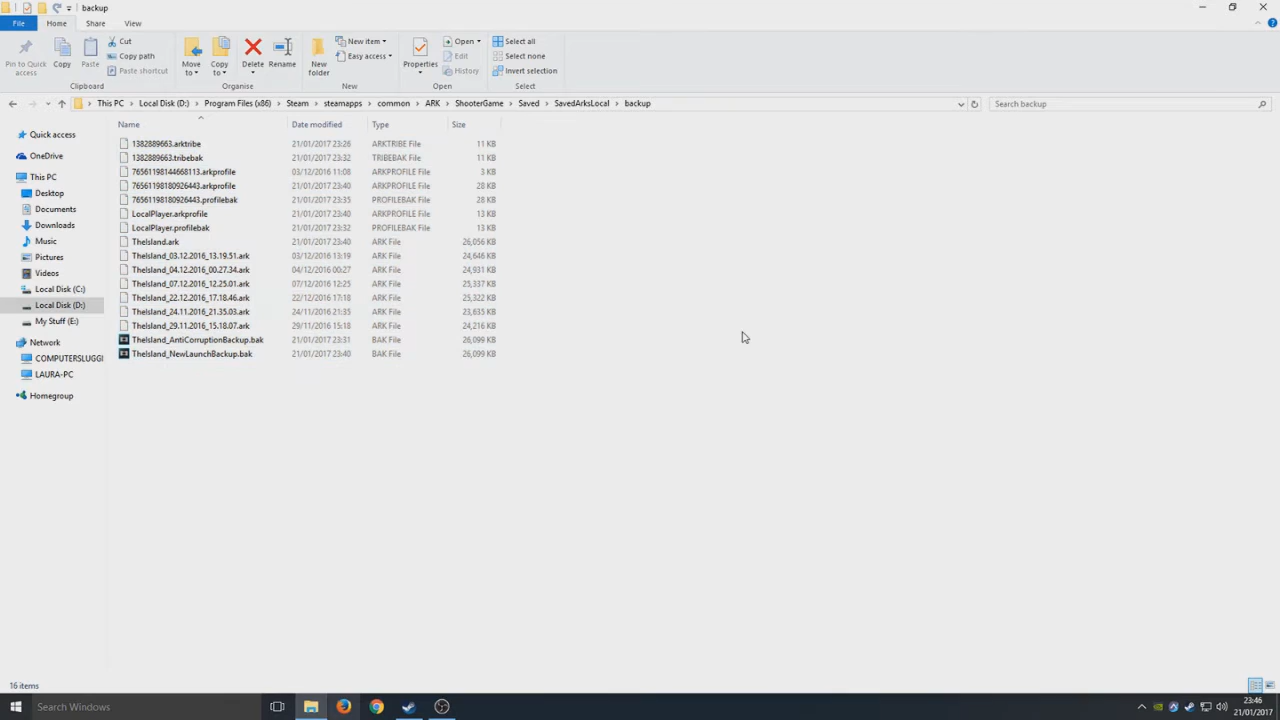 backup
File Home Share View
Pin to Quick access
Copy
Paste
Cut
Copy path
Paste shortcut
Clipboard
Move to
Copy to
Delete
Rename
Organise
New folder
New item
Easy access
New
Properties
Open
Edit
History
Open
Select all
Select none
Invert selection
Select
This PC Local Disk (D:) Program Files (x86) Steam steamapps common ARK ShooterGame Saved SavedArksLocal backup
Search backup
Name Date modified Type Size
1382889663.arktribe 21/01/2017 23:26 ARKTRIBE File 11 KB
1382889663.tribebak 21/01/2017 23:32 TRIBEBAK File 11 KB
76561198144668113.arkprofile 03/12/2016 11:08 ARKPROFILE File 3 KB
76561198180926443.arkprofile 21/01/2017 23:40 ARKPROFILE File 28 KB
76561198180926443.profilebak 21/01/2017 23:35 PROFILEBAK File 28 KB
LocalPlayer.arkprofile 21/01/2017 23:40 ARKPROFILE File 13 KB
LocalPlayer.profilebak 21/01/2017 23:32 PROFILEBAK File 13 KB
TheIsland.ark 21/01/2017 23:40 ARK File 26,056 KB
TheIsland_03.12.2016_13.19.51.ark 03/12/2016 13:19 ARK File 24,646 KB
TheIsland_04.12.2016_00.27.34.ark 04/12/2016 00:27 ARK File 24,931 KB
TheIsland_07.12.2016_12.25.01.ark 07/12/2016 12:25 ARK File 25,337 KB
TheIsland_22.12.2016_17.18.46.ark 22/12/2016 17:18 ARK File 25,322 KB
TheIsland_24.11.2016_21.35.03.ark 24/11/2016 21:35 ARK File 23,635 KB
TheIsland_29.11.2016_15.18.07.ark 29/11/2016 15:18 ARK File 24,216 KB
TheIsland_AntiCorruptionBackup.bak 21/01/2017 23:31 BAK File 26,099 KB
TheIsland_NewLaunchBackup.bak 21/01/2017 23:40 BAK File 26,099 KB
Quick access
OneDrive
This PC
Desktop
Documents
Downloads
Music
Pictures
Videos
Local Disk (C:)
Local Disk (D:)
My Stuff (E:)
Network
COMPUTERSLUGGI
LAURA-PC
Homegroup
16 items
Search Windows
23:46
21/01/2017